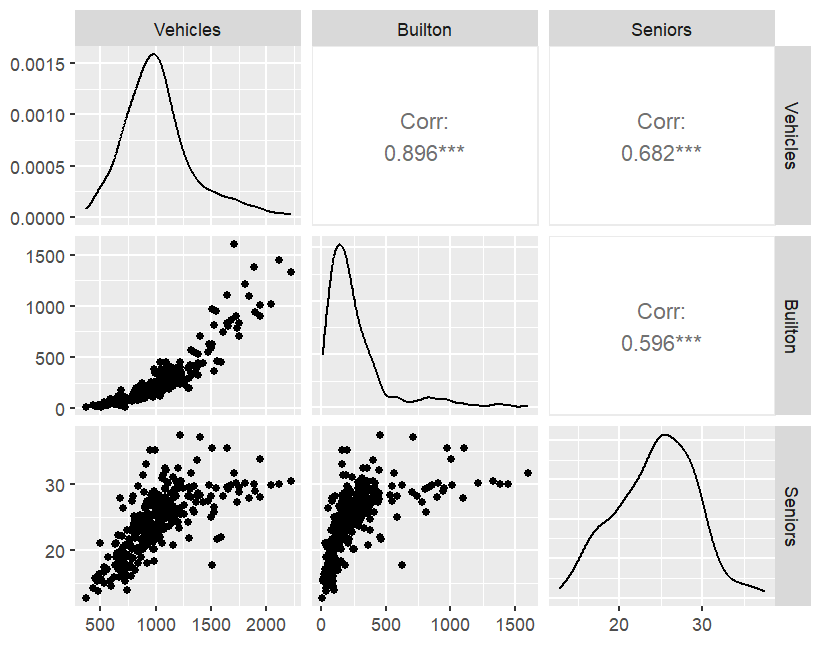 Vehicles Builton Seniors
0.0015
0.0010
0.0005
0.0000
Corr:
0.896***
Corr:
0.682***
Vehicles
1500
1000
500
0
Corr:
0.596***
Builton
30
20
Seniors
500 1000 1500 2000 0 500 1000 1500 20 30